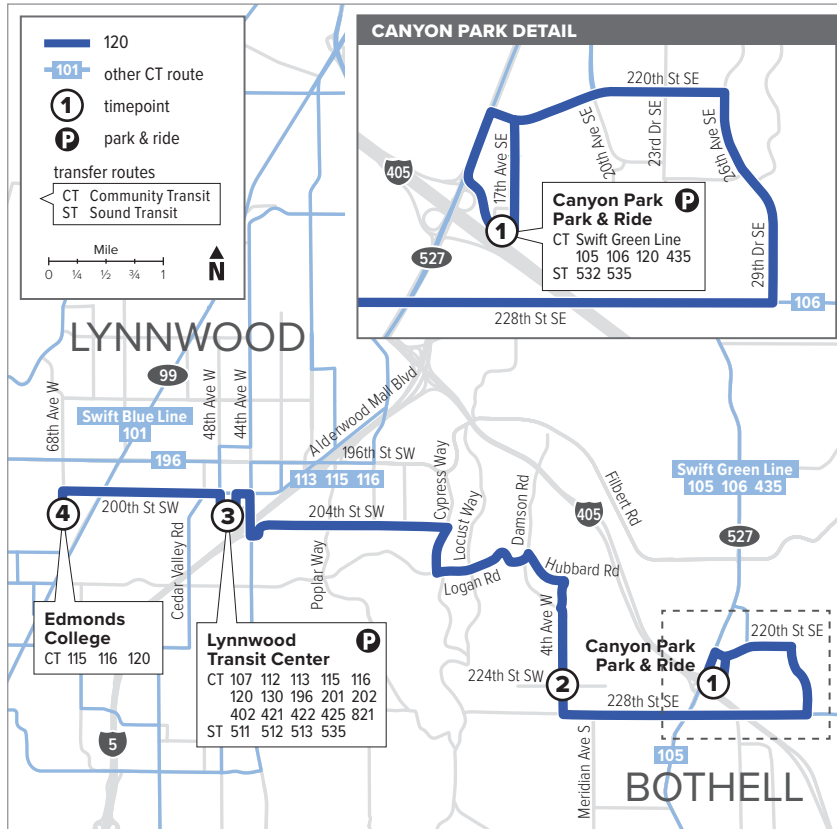 120
101 other CT route
1 timepoint
P park & ride
transfer routes
CT Community Transit
ST Sound Transit
Mile
0 ¼ ½ ¾ 1
N
CANYON PARK DETAIL
220th St SE
20th Ave SE
23rd Dr SE
26th Ave SE
17th Ave SE
29th Dr SE
405
527
1
Canyon Park P
Park & Ride
CT Swift Green Line
105 106 120 435
ST 532 535
106
228th St SE
LYNNWOOD
99
68th Ave W
48th Ave W
44th Ave W
Alderwood Mall Blvd
Swift Blue Line
101
196
196th St SW
113 115 116
200th St SW
204th St SW
Cypress Way
Locust Way
Damson Rd
Filbert Rd
405
Swift Green Line
105 106 435
527
4
3
Cedar Valley Rd
Poplar Way
Logan Rd
Hubbard Rd
4th Ave W
Edmonds
College
CT 115 116 120
Lynnwood P
Transit Center
CT 107 112 113 115 116
120 130 196 201 202
402 421 422 425 821
ST 511 512 513 535
5
224th St SW
2
Canyon Park
Park & Ride
1
220th St SE
228th St SE
Meridian Ave S
105
BOTHELL